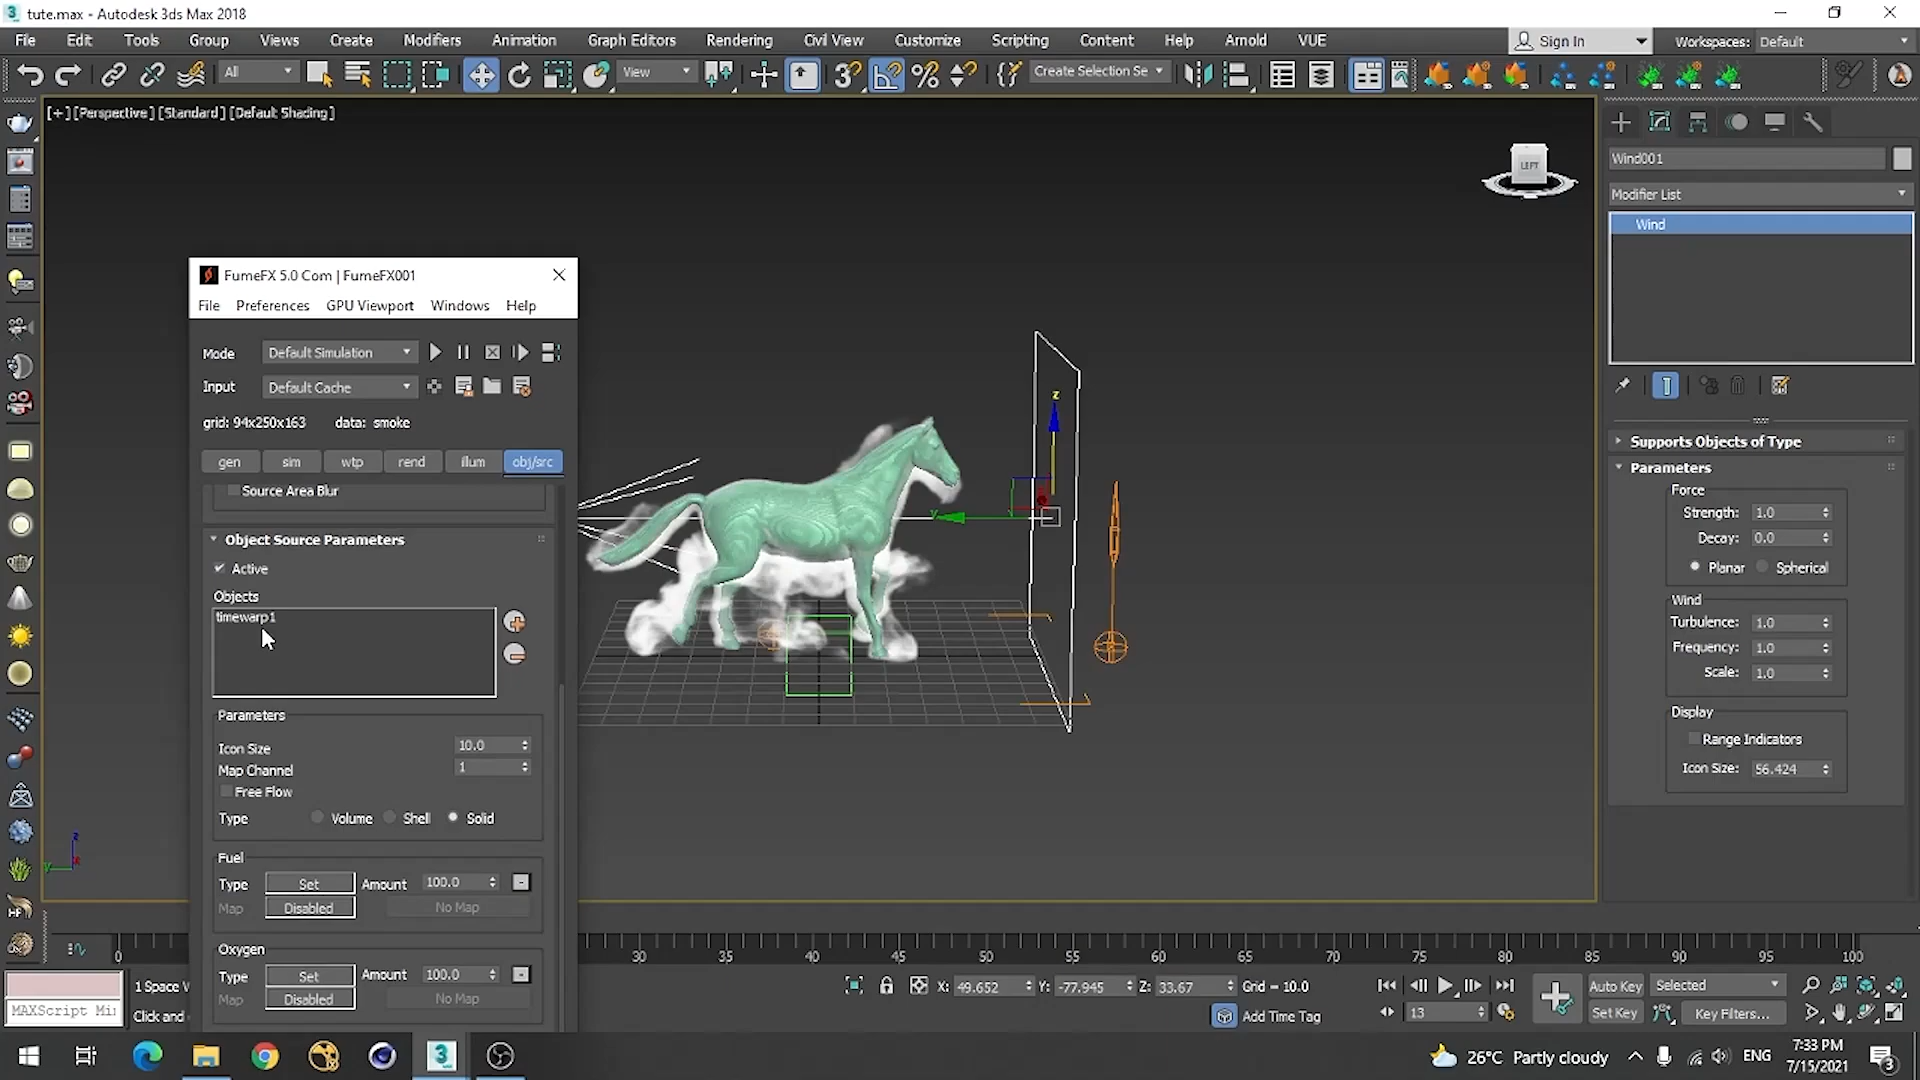 tute.max - Autodesk 3ds Max 2018
File Edit Tools Group Views Create Modifiers Animation Graph Editors Rendering Civil View Customize Scripting Content Help Arnold VUE Sign In Workspaces: Default
All View Create Selection Se
[+] [Perspective] [Standard] [Default Shading]
LEFT
Wind001
Modifier List
Wind
FumeFX 5.0 Com | FumeFX001
File Preferences GPU Viewport Windows Help
Mode Default Simulation
Input Default Cache
grid: 94x250x163 data: smoke
gen sim wtp rend illum obj/src
Source Area Blur
Object Source Parameters
Active
Objects
timewarp1
Parameters
Icon Size 10.0
Map Channel 1
Free Flow
Type Volume Shell Solid
Fuel
Type Set Amount 100.0
Map Disabled No Map
Oxygen
Type Set Amount 100.0
Map Disabled No Map
z
y
z
y
Supports Objects of Type
Parameters
Force
Strength: 1.0
Decay: 0.0
Planar Spherical
Wind
Turbulence: 1.0
Frequency: 1.0
Scale: 1.0
Display
Range Indicators
Icon Size: 56.424
0 30 35 40 45 50 55 60 65 70 75 80 85 90 95 100
1 Space W
X: 49.652 Y: -77.945 Z: 33.67 Grid = 10.0
Auto Key Selected
MAXScript Mi
Click and
Add Time Tag
13
Set Key Key Filters...
26°C Partly cloudy ENG
7:33 PM
7/15/2021
3